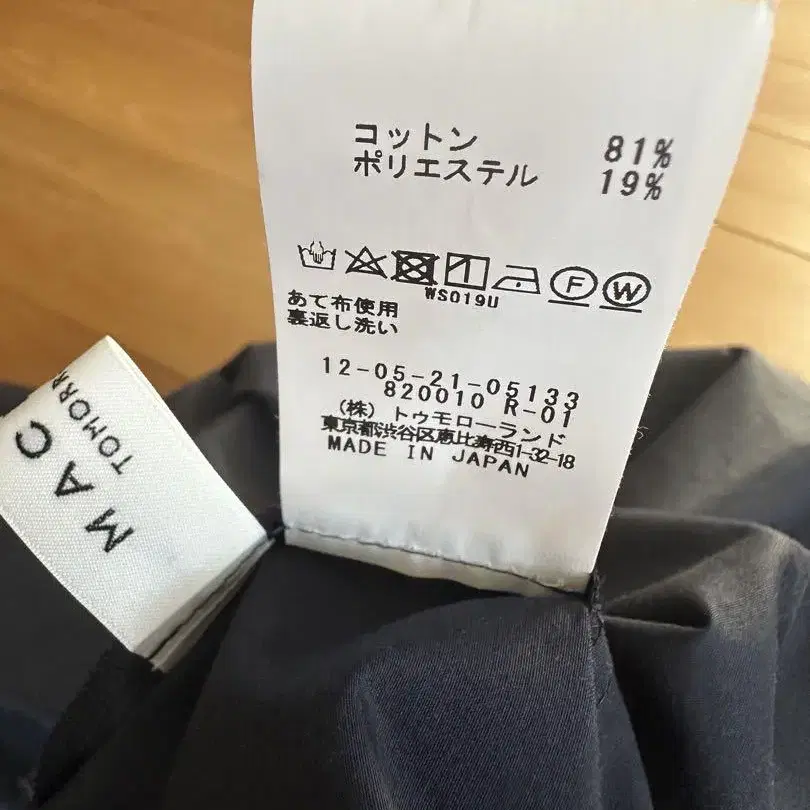 コットン 81%
ポリエステル 19%
F W
WS019U
あて布使用
裏返し洗い
12-05-21-05133
820010 R-01
(株) トゥモローランド
東京都渋谷区恵比寿西1-32-18
MADE IN JAPAN
MAC
TOMORR